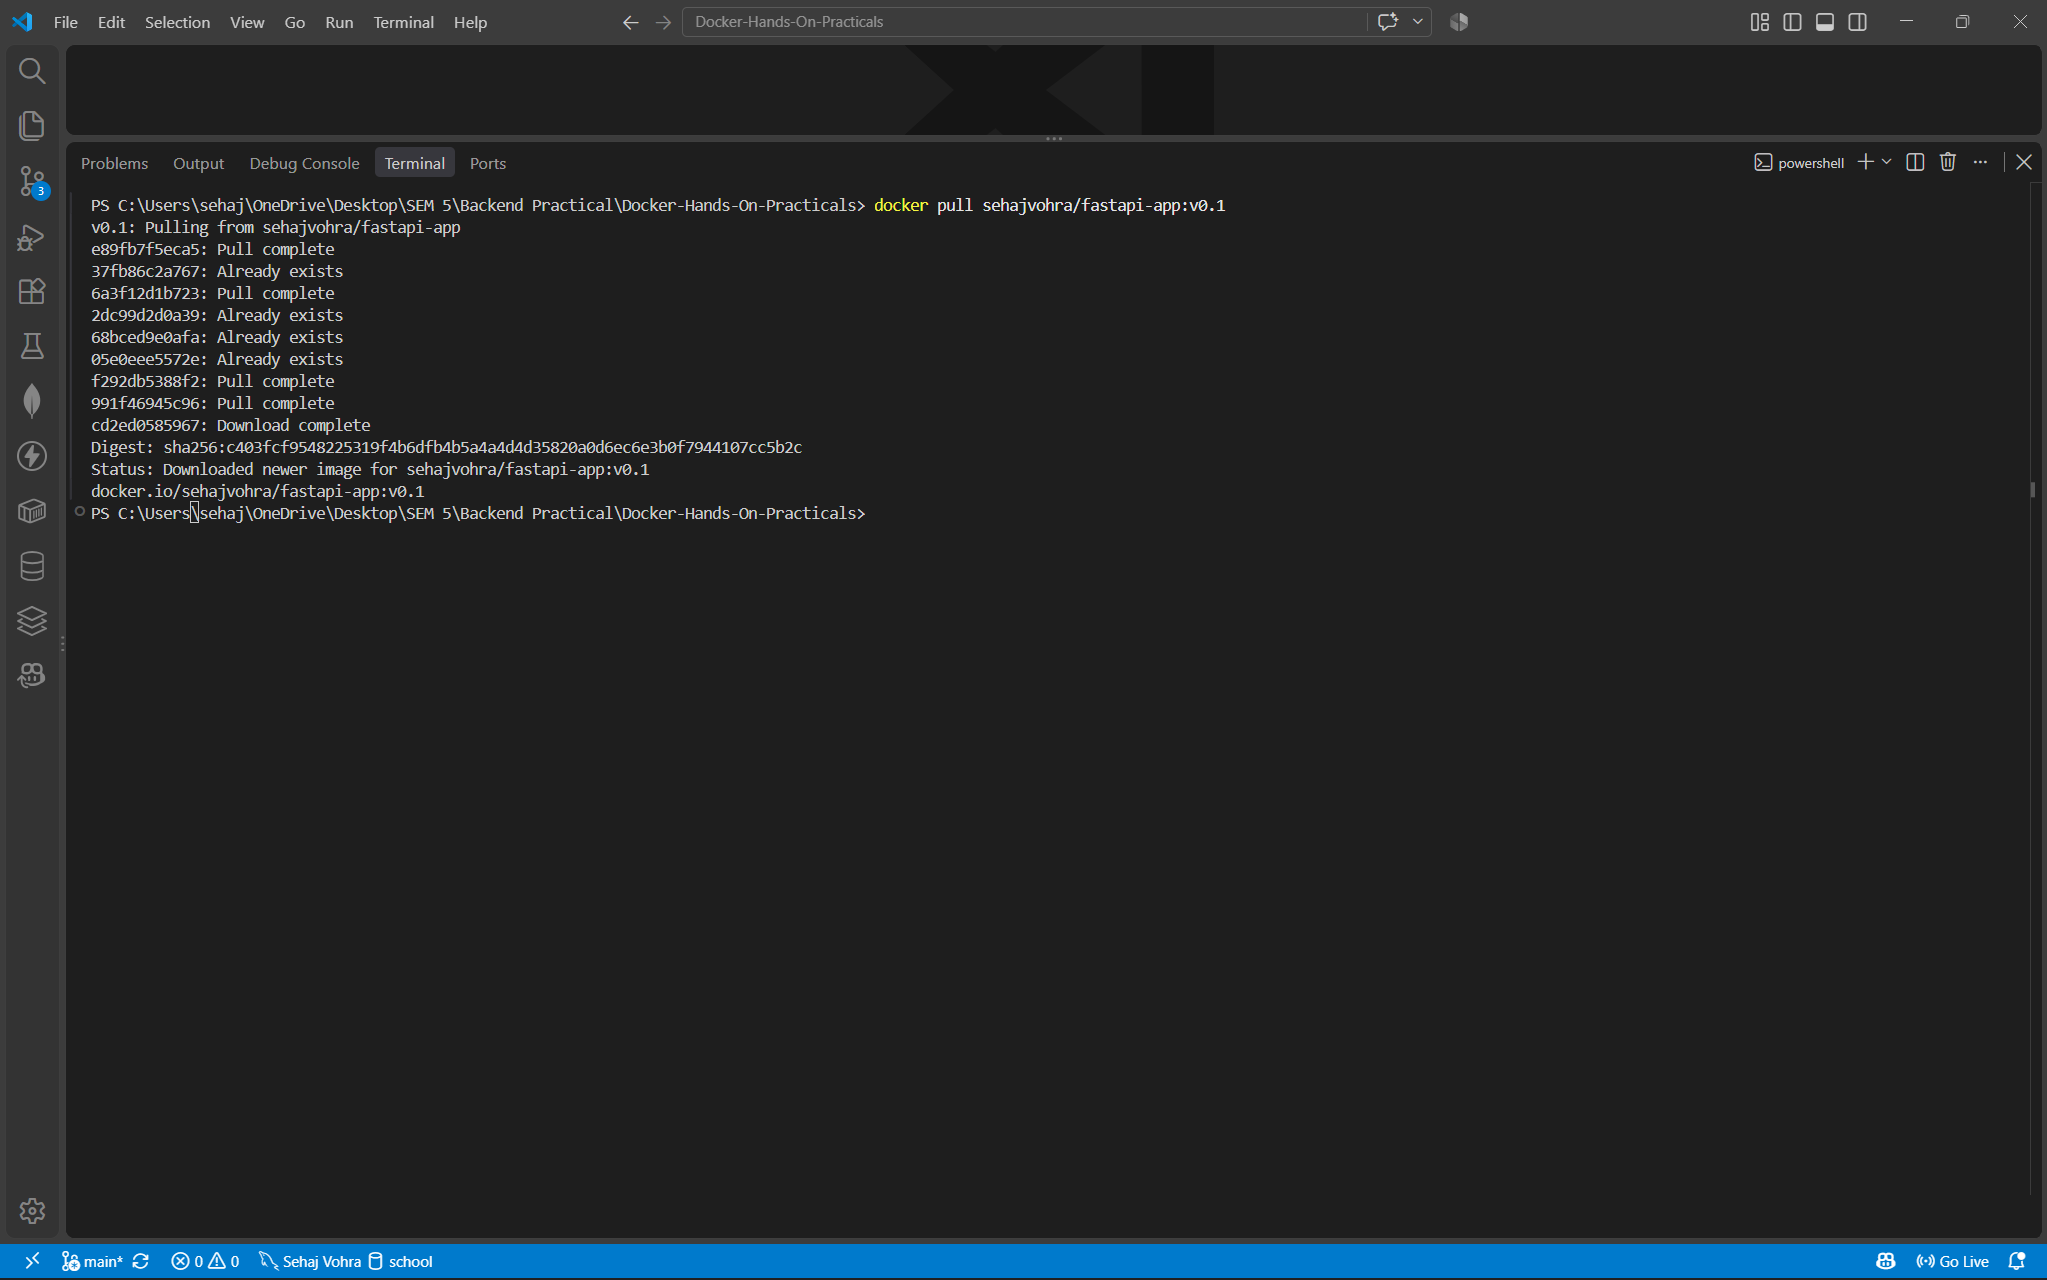 File Edit Selection View Go Run Terminal Help
Docker-Hands-On-Practicals
Problems Output Debug Console Terminal Ports
powershell
3
PS C:\Users\sehaj\OneDrive\Desktop\SEM 5\Backend Practical\Docker-Hands-On-Practicals> docker pull sehajvohra/fastapi-app:v0.1
v0.1: Pulling from sehajvohra/fastapi-app
e89fb7f5eca5: Pull complete
37fb86c2a767: Already exists
6a3f12d1b723: Pull complete
2dc99d2d0a39: Already exists
68bced9e0afa: Already exists
05e0eee5572e: Already exists
f292db5388f2: Pull complete
991f46945c96: Pull complete
cd2ed0585967: Download complete
Digest: sha256:c403fcf9548225319f4b6dfb4b5a4a4d4d35820a0d6ec6e3b0f7944107cc5b2c
Status: Downloaded newer image for sehajvohra/fastapi-app:v0.1
docker.io/sehajvohra/fastapi-app:v0.1
PS C:\Users\sehaj\OneDrive\Desktop\SEM 5\Backend Practical\Docker-Hands-On-Practicals>
main* 0 0 Sehaj Vohra school
Go Live